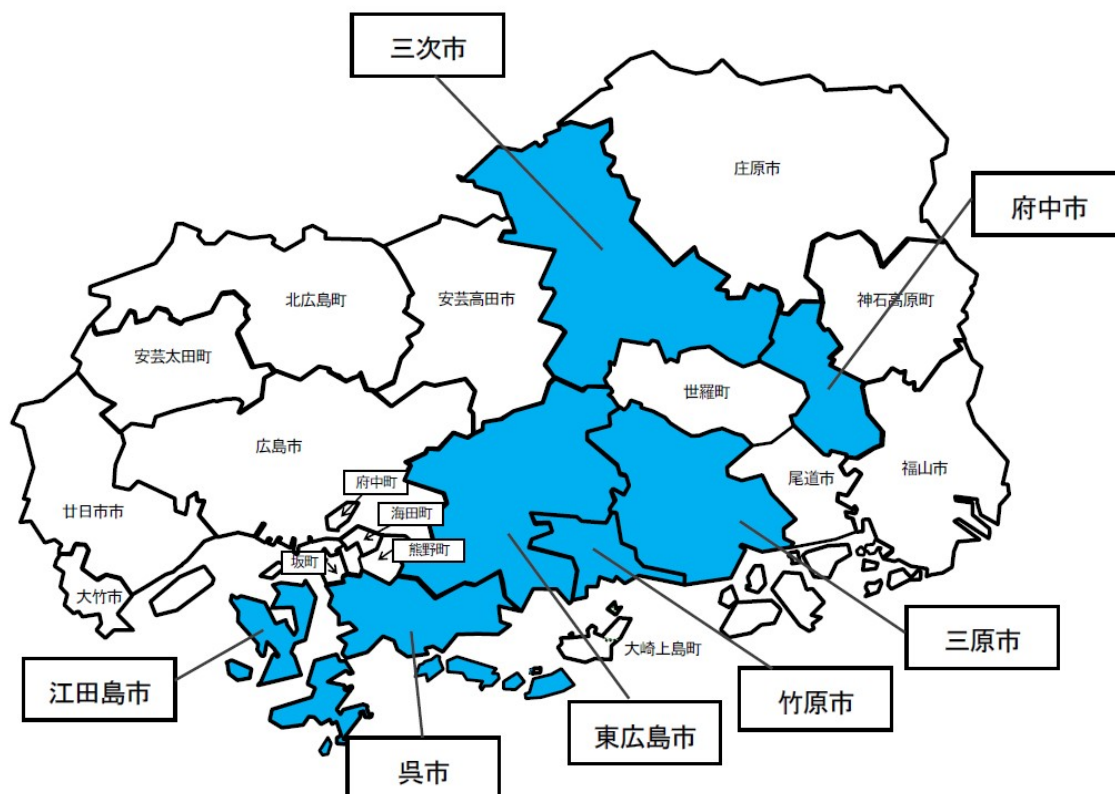 三次市
庄原市
府中市
北広島町
安芸高田市
神石高原町
安芸太田町
世羅町
広島市
尾道市
福山市
府中町
廿日市市
海田町
熊野町
坂町
大竹市
大崎上島町
三原市
江田島市
竹原市
東広島市
呉市